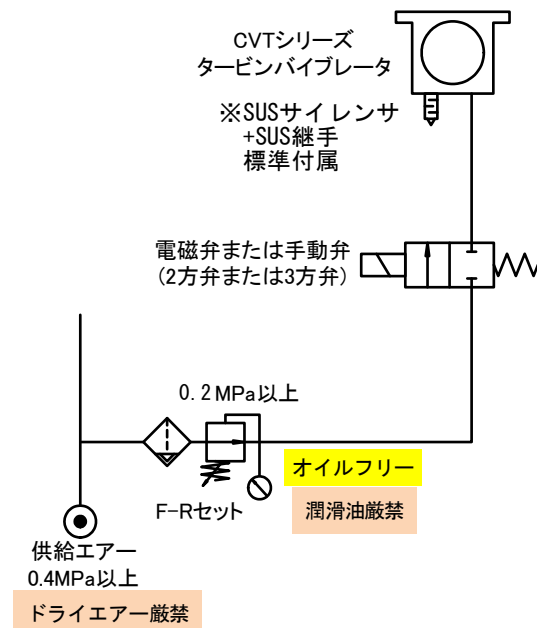 CVTシリーズ
タービンバイブレータ
※SUSサイレンサ
+SUS継手
標準付属
電磁弁または手動弁
(2方弁または3方弁)
0.2MPa以上
オイルフリー
F-Rセット
潤滑油厳禁
供給エアー
0.4MPa以上
ドライエアー厳禁